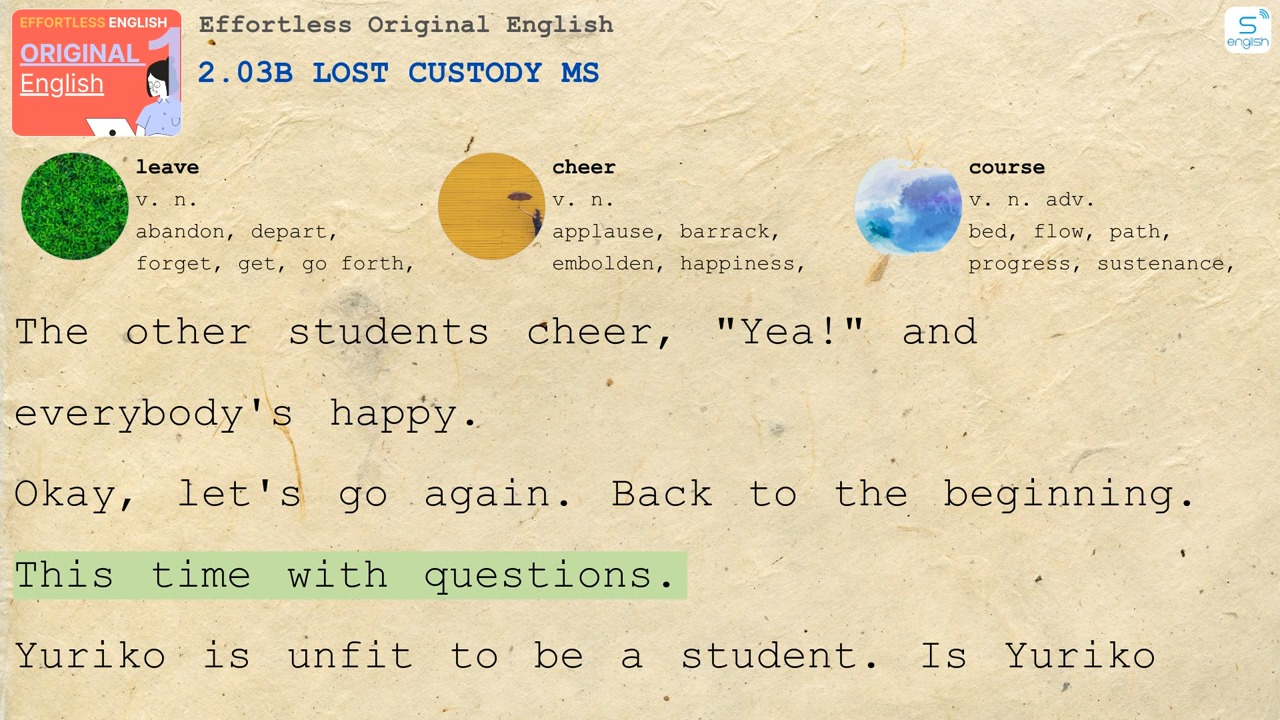 EFFORTLESS ENGLISH
ORIGINAL 1
English
Effortless Original English
2.03B LOST CUSTODY MS
S
english
leave
v. n.
abandon, depart,
forget, get, go forth,
cheer
v. n.
applause, barrack,
embolden, happiness,
course
v. n. adv.
bed, flow, path,
progress, sustenance,
The other students cheer, "Yea!" and
everybody's happy.
Okay, let's go again. Back to the beginning.
This time with questions.
Yuriko is unfit to be a student. Is Yuriko